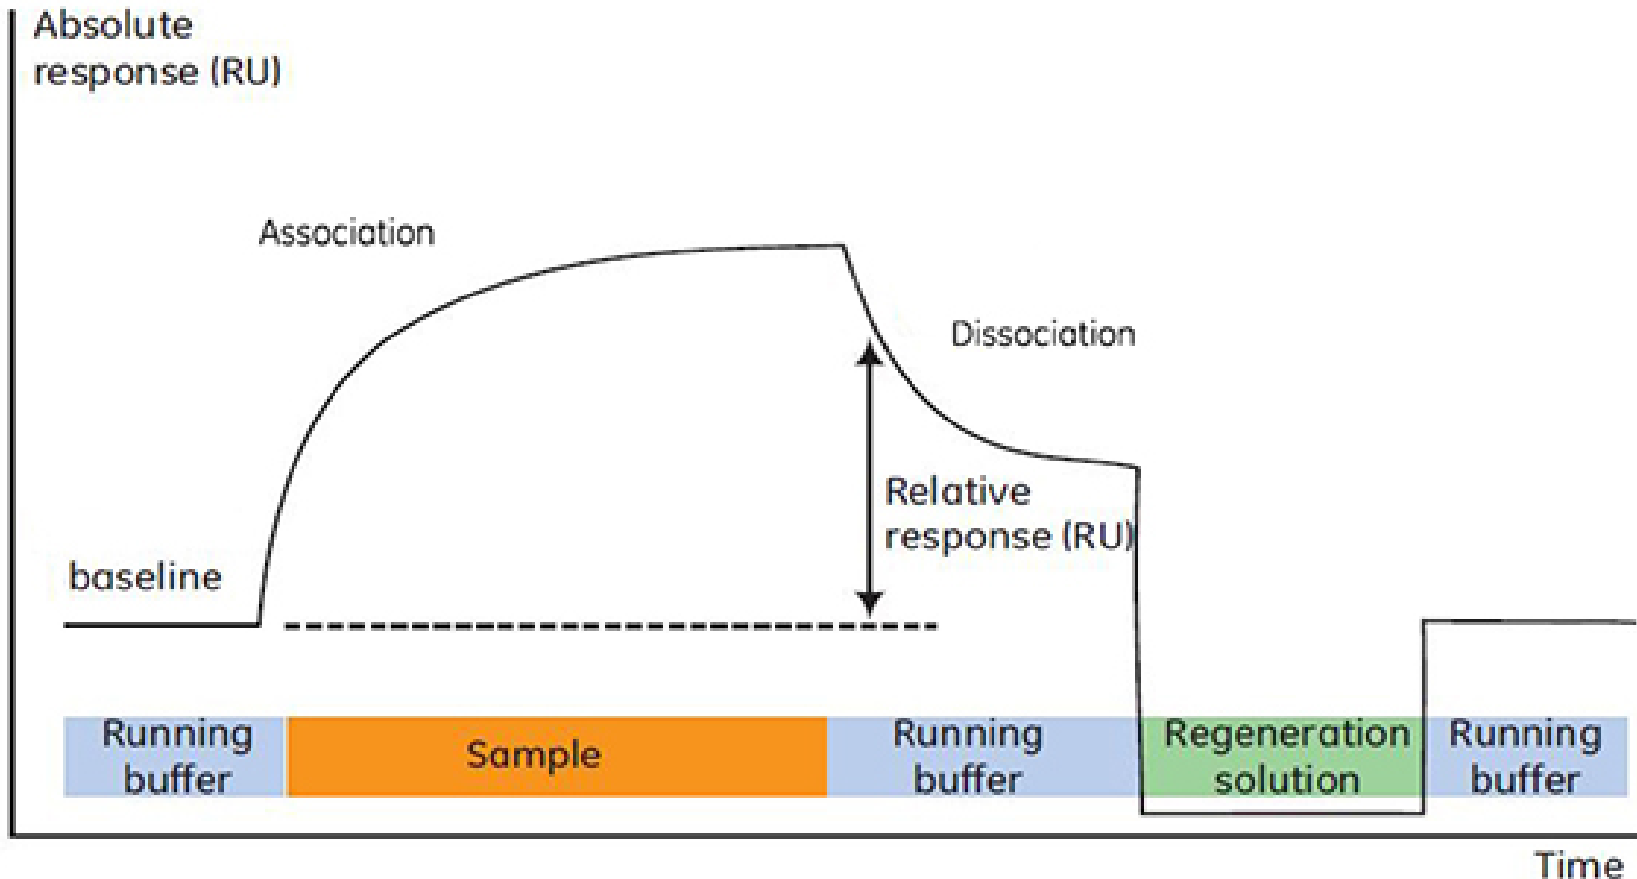 Absolute
response (RU)
Association
Dissociation
Relative
response (RU)
baseline
Running
buffer
Sample
Running
buffer
Regeneration
solution
Running
buffer
Time